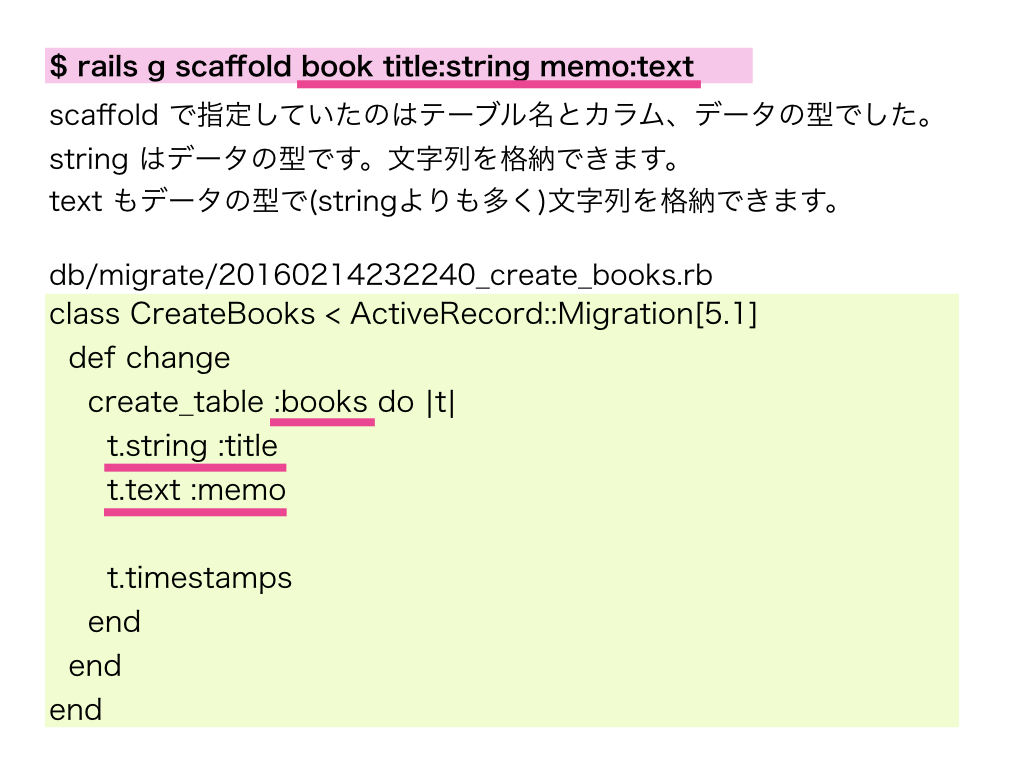 $ rails g scaffold book title:string memo:text
scaffold で指定していたのはテーブル名とカラム、データの型でした。
string はデータの型です。文字列を格納できます。
text もデータの型で(stringよりも多く)文字列を格納できます。
db/migrate/20160214232240_create_books.rb
class CreateBooks < ActiveRecord::Migration[5.1]
def change
create_table :books do |t|
t.string :title
t.text :memo
t.timestamps
end
end
end